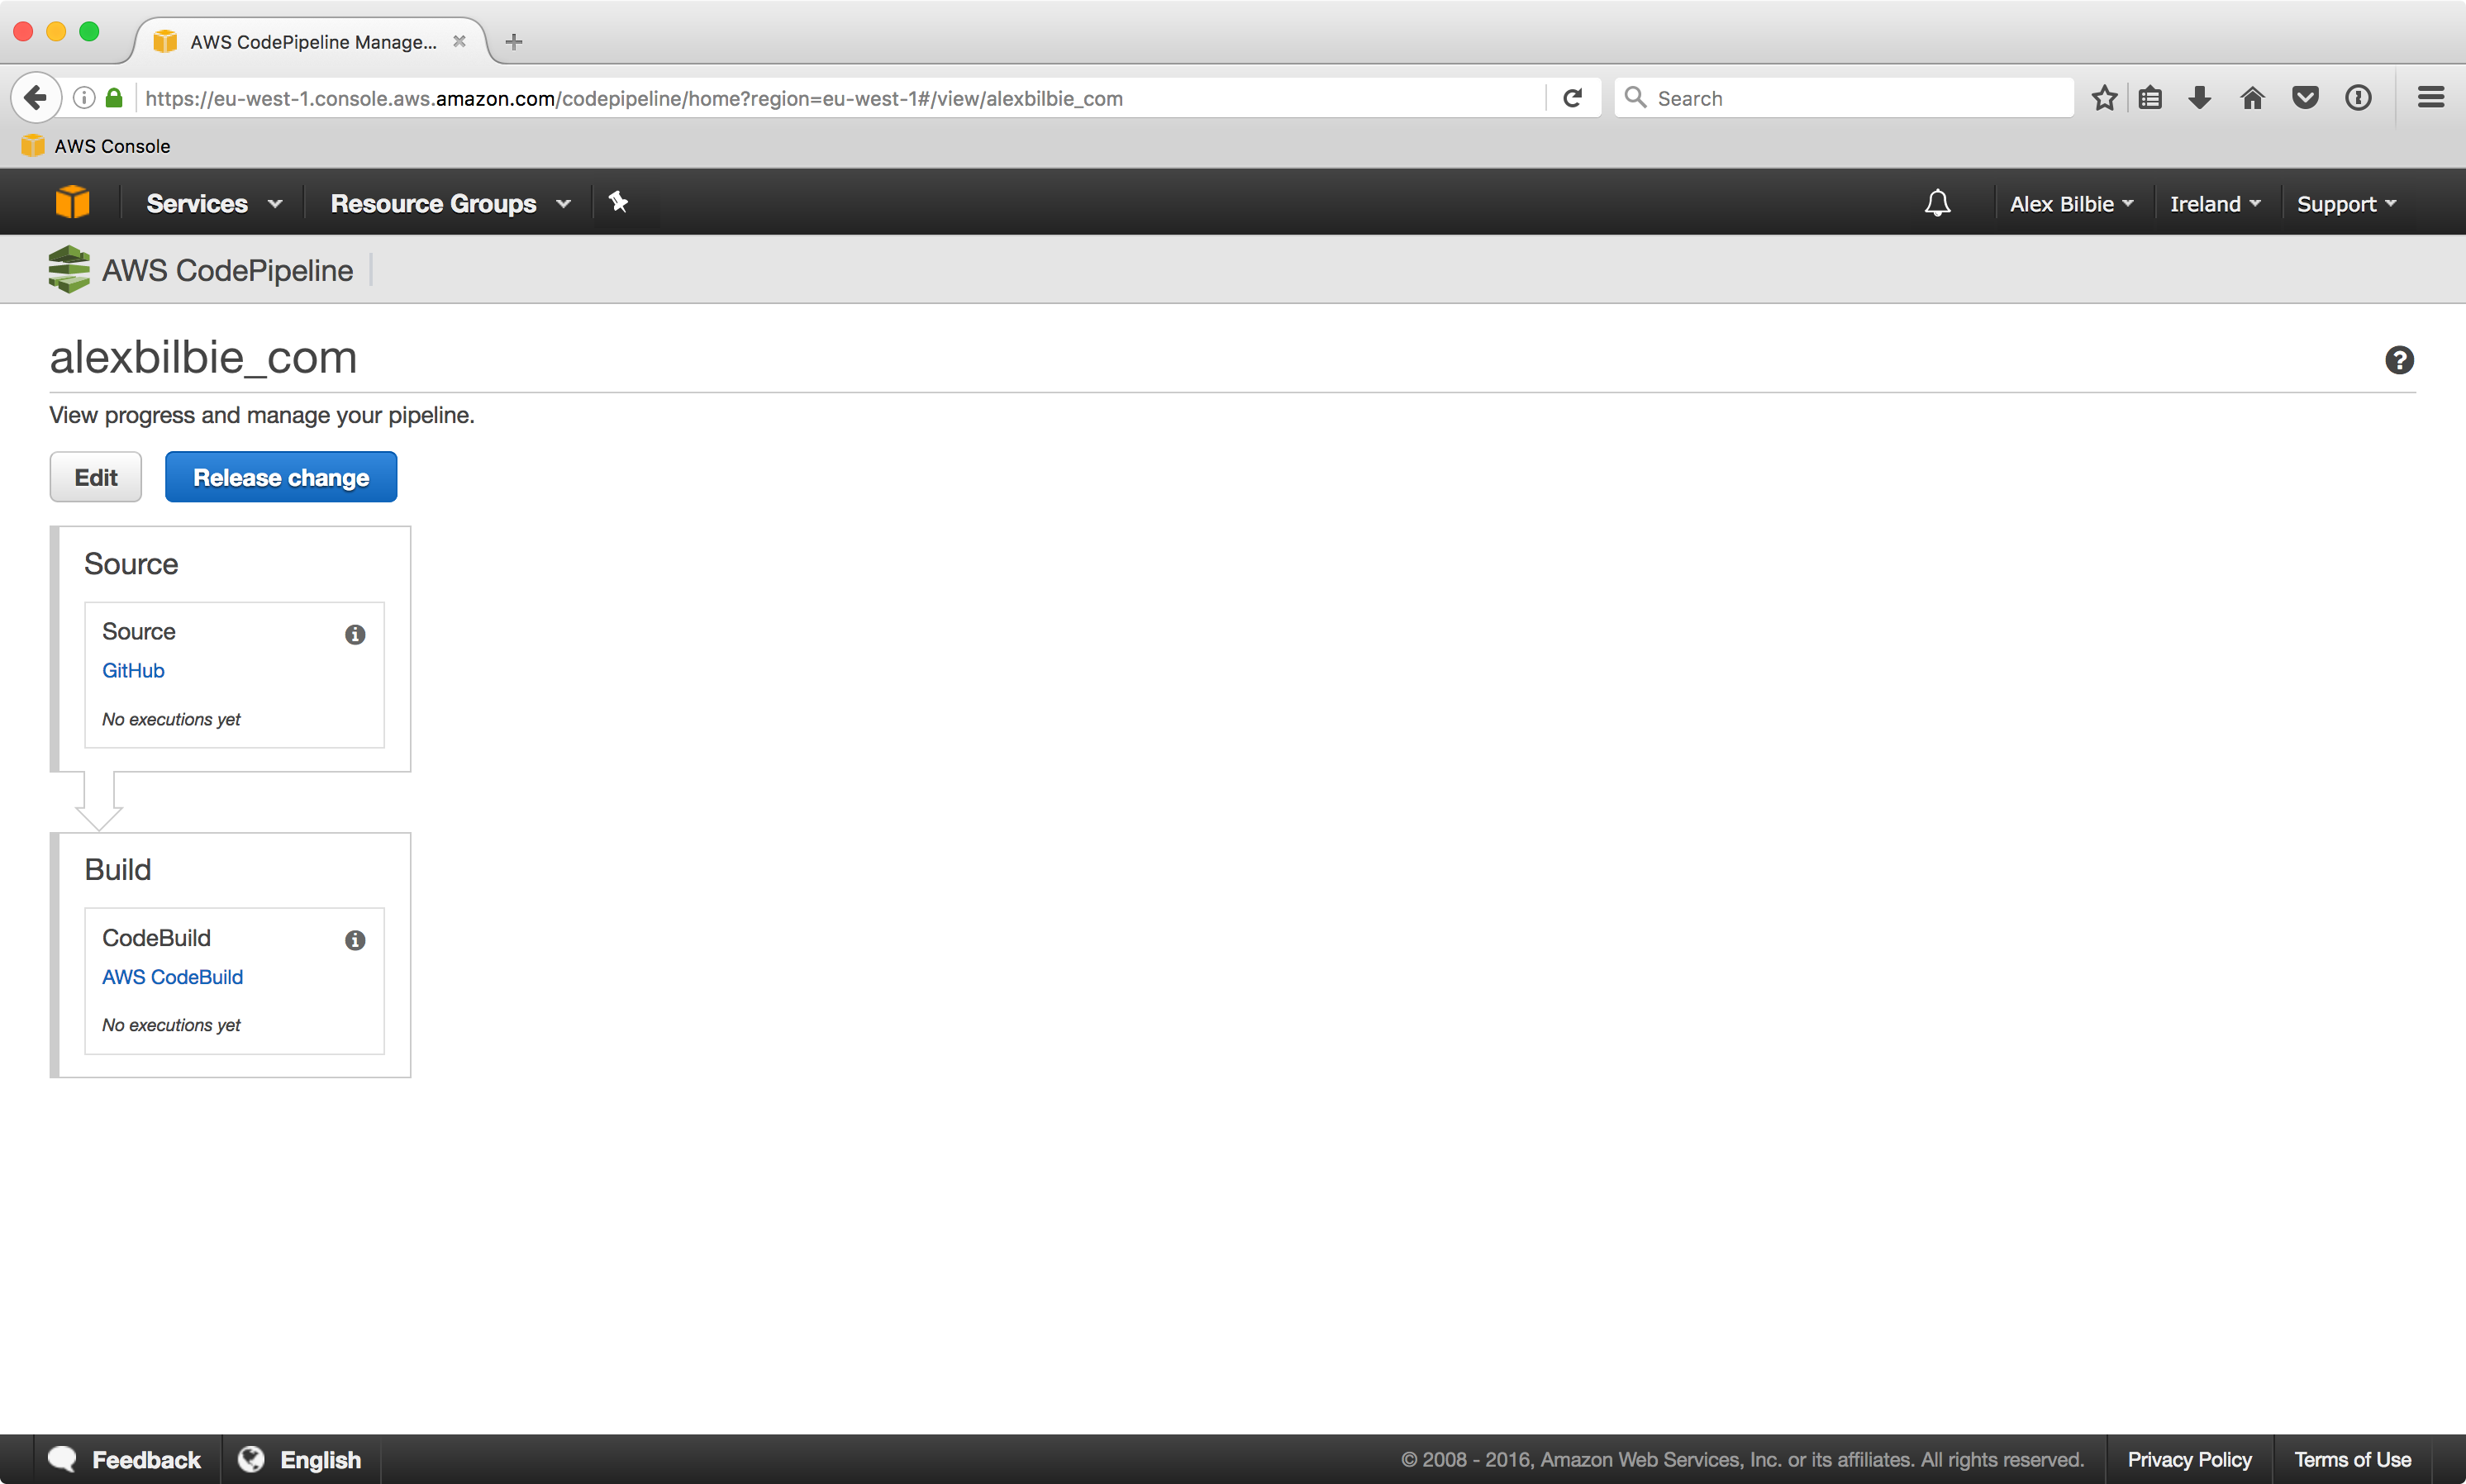 AWS CodePipeline Manage...
https://eu-west-1.console.aws.amazon.com/codepipeline/home?region=eu-west-1#/view/alexbilbie_com
Search
AWS Console
Services
Resource Groups
Alex Bilbie
Ireland
Support
AWS CodePipeline
alexbilbie_com
View progress and manage your pipeline.
Edit
Release change
Source
Source
GitHub
No executions yet
Build
CodeBuild
AWS CodeBuild
No executions yet
Feedback
English
© 2008 - 2016, Amazon Web Services, Inc. or its affiliates. All rights reserved.
Privacy Policy
Terms of Use